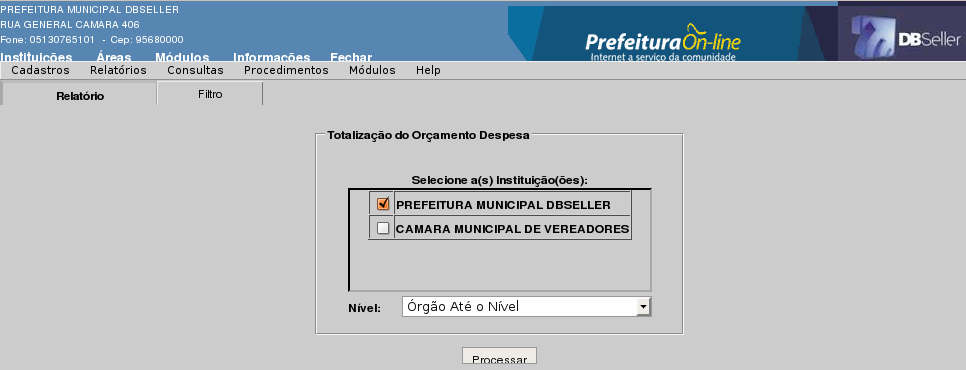 PREFEITURA MUNICIPAL DBSELLER
RUA GENERAL CAMARA 406
Fone: 05130765101 - Cep: 95680000
PrefeituraOn-line
Internet a serviço da comunidade
DBSeller
Instituições Áreas Módulos Informações Fechar
Cadastros Relatórios Consultas Procedimentos Módulos Help
Relatório Filtro
Totalização do Orçamento Despesa
Selecione a(s) Instituição(ões):
PREFEITURA MUNICIPAL DBSELLER
CAMARA MUNICIPAL DE VEREADORES
Nível: Órgão Até o Nível
Processar